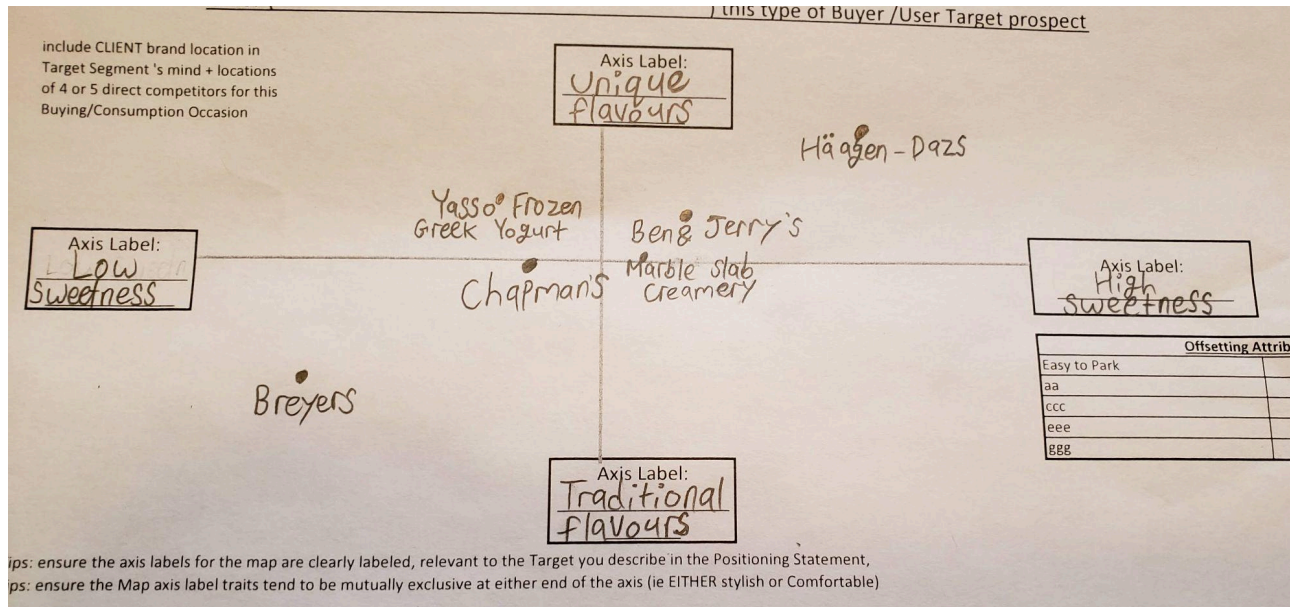 ) this type of Buyer /User Target prospect
include CLIENT brand location in
Target Segment 's mind + locations
of 4 or 5 direct competitors for this
Buying/Consumption Occasion
Axis Label:
Unique
flavours
Häagen-Dazs
Yasso Frozen
Greek Yogurt
Ben & Jerry's
Axis Label:
Low
Sweetness
Marble Slab
Creamery
Chapman's
Axis Label:
High
sweetness
Offsetting Attrib
Easy to Park
aa
ccc
eee
ggg
Breyers
Axis Label:
Traditional
flavours
ips: ensure the axis labels for the map are clearly labeled, relevant to the Target you describe in the Positioning Statement,
ps: ensure the Map axis label traits tend to be mutually exclusive at either end of the axis (ie EITHER stylish or Comfortable)